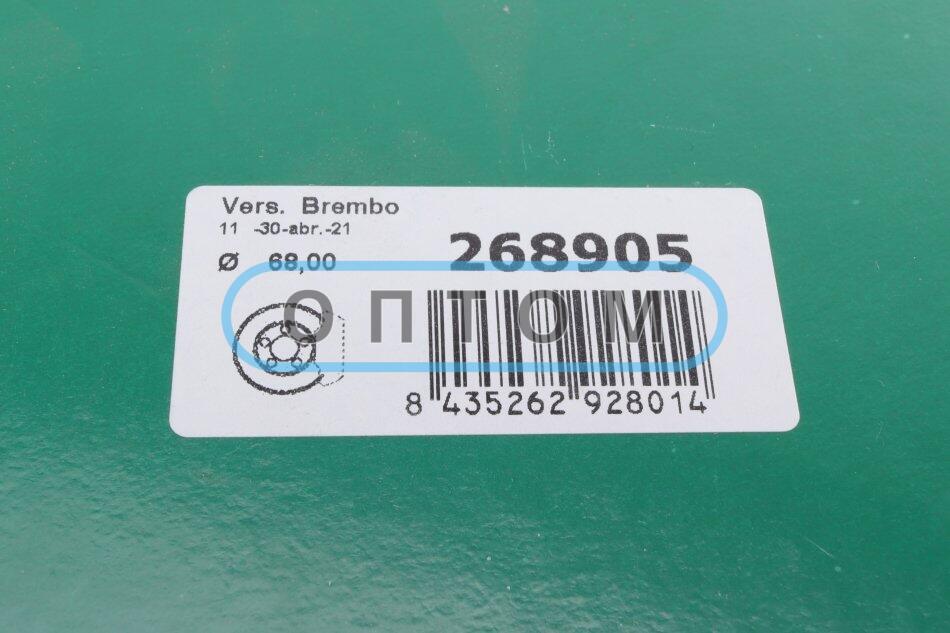 Vers. Brembo
11 -30-abr.-21
Ø 68,00
268905
ОПТОМ
8 435262 928014